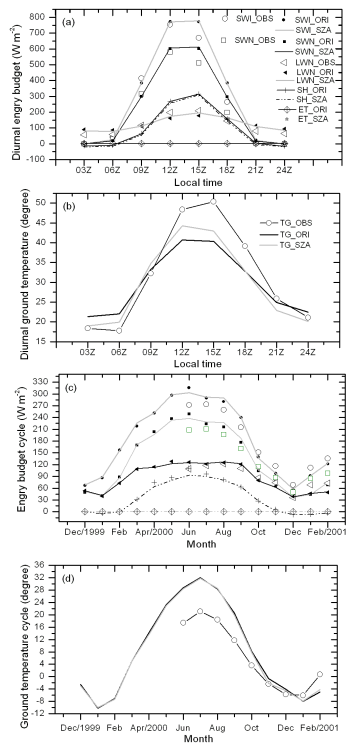 (a)
SWI_OBS SWI_ORI
SWI_SZA
SWN_OBS SWN_ORI
SWN_SZA
LWN_OBS
LWN_ORI
LWN_SZA
SH_ORI
SH_SZA
ET_ORI
ET_SZA
Diurnal engry budget (W m-2)
800
700
600
500
400
300
200
100
0
-100
03Z 06Z 09Z 12Z 15Z 18Z 21Z 24Z
Local time
(b)
TG_OBS
TG_ORI
TG_SZA
Diurnal ground temperature (degree)
50
45
40
35
30
25
20
15
03Z 06Z 09Z 12Z 15Z 18Z 21Z 24Z
Local time
(c)
Engry budget cycle (W m-2)
330
300
270
240
210
180
150
120
90
60
30
0
Dec/1999 Feb Apr/2000 Jun Aug Oct Dec Feb/2001
Month
(d)
Ground temperature cycle (degree)
36
32
28
24
20
16
12
8
4
0
-4
-8
-12
Dec/1999 Feb Apr/2000 Jun Aug Oct Dec Feb/2001
Month